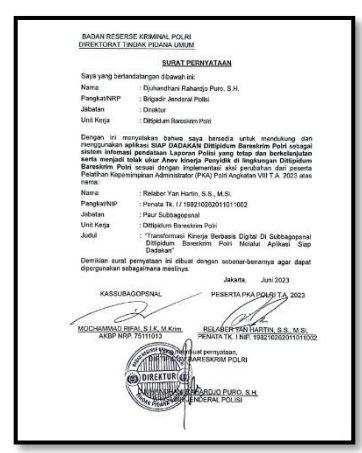 BADAN RESERSE KRIMINAL POLRI
DIREKTORAT TINDAK PIDANA UMUM
SURAT PERNYATAAN
Saya yang bertandatangan dibawah ini:
Nama : Djuhandhani Rahardjo Puro, S.H.
Pangkat/NRP : Brigadir Jenderal Polisi
Jabatan : Direktur
Unit Kerja : Dittipidum Bareskrim Polri
Dengan ini menyatakan bahwa saya bersedia untuk mendukung dan
menggunakan aplikasi SIAP DADAKAN Dittipidum Bareskrim Polri sebagai
sistem infomasi pendataan Laporan Polisi yang tetap dan berkelanjutan
serta menjadi tolak ukur Anev kinerja Penyidik di lingkungan Dittipidum
Bareskrim Polri sesuai dengan implementasi aksi perubahan dari peserta
Pelatihan Kepemimpinan Administrator (PKA) Polri Angkatan VIII T.A. 2023 atas
nama:
Nama : Relaber Yan Hartin, S.S., M.Si.
Pangkat/NIP : Penata Tk. I / 198210262011011002
Jabatan : Paur Subbagopsnal
Unit Kerja : Dittipidum Bareskrim Polri
Judul : "Transformasi Kinerja Berbasis Digital Di Subbagopsnal
Dittipidum Bareskrim Polri Melalui Aplikasi Siap
Dadakan"
Demikian surat pernyataan ini dibuat dengan sebenar-benarnya agar dapat
dipergunakan sebagaimana mestinya.
Jakarta, Juni 2023
KASSUBAGOPSNAL PESERTA PKA POLRI T.A. 2023
MOCHAMMAD RIFAI, S.I.K, M.Krim. RELABER YAN HARTIN, S.S., M.Si.
AKBP NRP. 75111013 PENATA TK. I NIP. 198210262011011002
Yang membuat pernyataan,
BARESKRIM POLRI
DIREKTUR
TINDAK PIDANA
RAHARDJO PURO, S.H.
JENDERAL POLISI